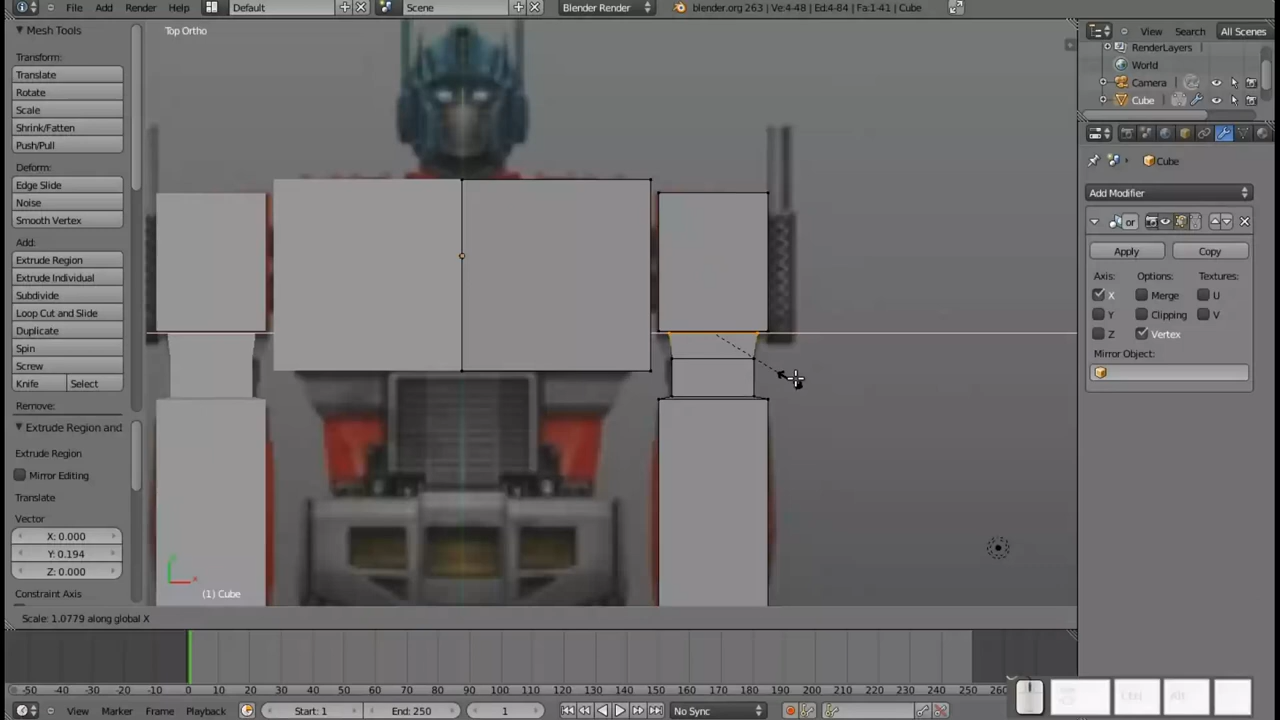 File Add Render Help Default Scene Blender Render blender.org 263 | Ve:4-48 | Ed:4-84 | Fa:1-41 | Cube
Mesh Tools
Transform:
Translate
Rotate
Scale
Shrink/Fatten
Push/Pull
Deform:
Edge Slide
Noise
Smooth Vertex
Add:
Extrude Region
Extrude Individual
Subdivide
Loop Cut and Slide
Duplicate
Spin
Screw
Knife Select
Remove:
Extrude Region and
Extrude Region
Mirror Editing
Translate
Vector
X: 0.000
Y: 0.194
Z: 0.000
Constraint Axis
Top Ortho
(1) Cube
Scale: 1.0779 along global X
View Search All Scenes
RenderLayers
World
Camera
Cube
Cube
Add Modifier
or
Apply Copy
Axis: Options: Textures:
X Merge U
Y Clipping V
Z Vertex
Mirror Object:
-50 -40 -30 -20 -10 0 10 20 30 40 50 60 70 80 90 100 110 120 130 140 150 160 170 180 190 200 210 220 230 240 250 260
View Marker Frame Playback Start: 1 End: 250 1 No Sync